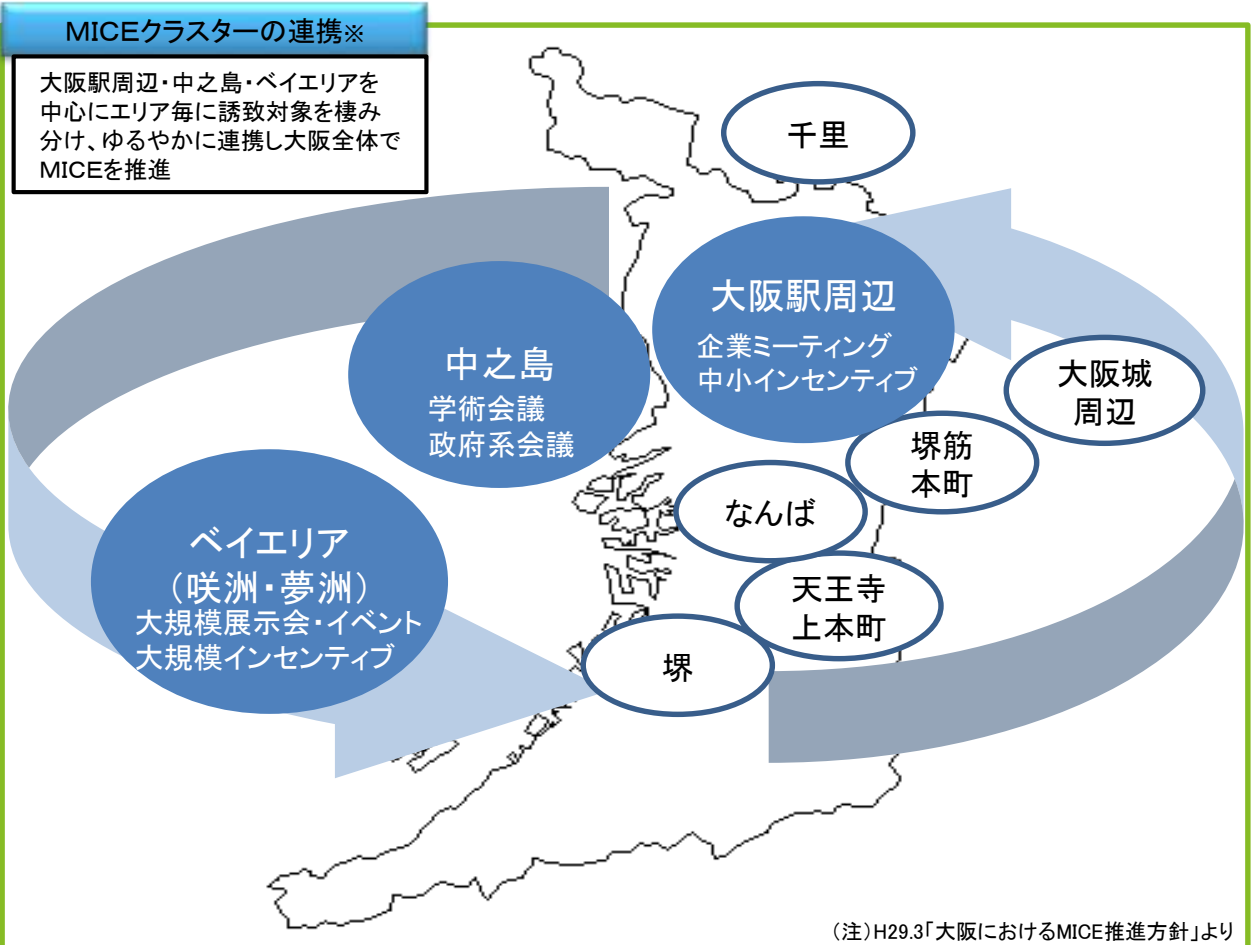 MICEクラスターの連携※
大阪駅周辺・中之島・ベイエリアを
中心にエリア毎に誘致対象を棲み
分け、ゆるやかに連携し大阪全体で
MICEを推進
千里
大阪駅周辺
企業ミーティング
中小インセンティブ
中之島
学術会議
政府系会議
大阪城
周辺
堺筋
本町
なんば
ベイエリア
（咲洲・夢洲）
大規模展示会・イベント
大規模インセンティブ
天王寺
上本町
堺
（注）H29.3「大阪におけるMICE推進方針」より